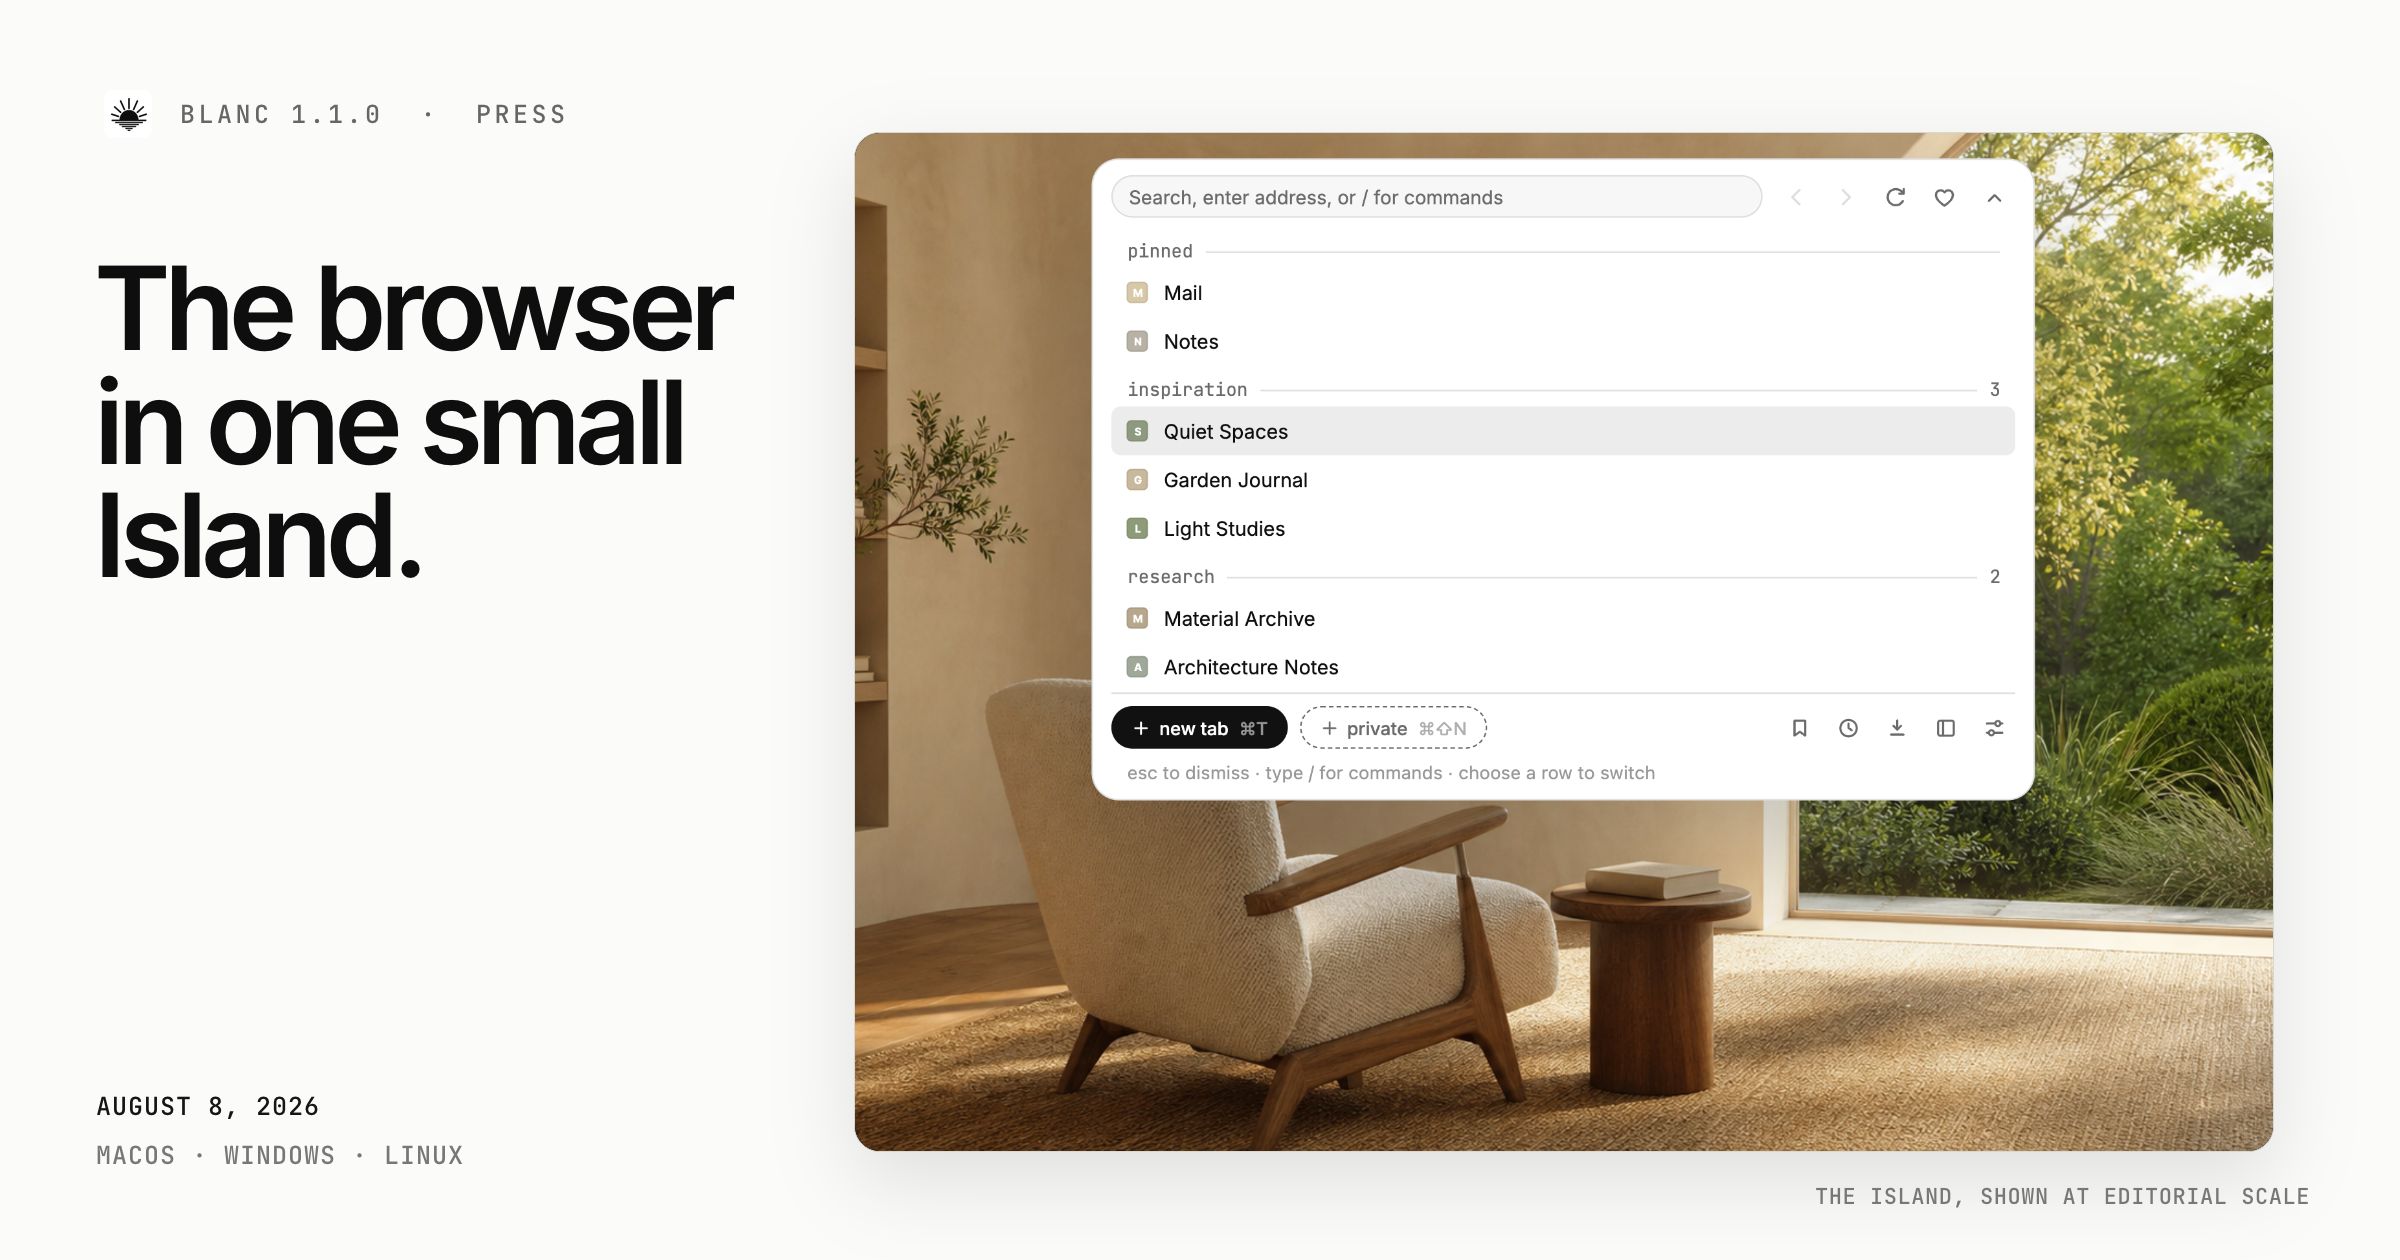 BLANC 1.1.0 · PRESS
The browser
in one small
Island.
AUGUST 8, 2026
MACOS · WINDOWS · LINUX
Search, enter address, or / for commands
pinned
M Mail
N Notes
inspiration 3
S Quiet Spaces
G Garden Journal
L Light Studies
research 2
M Material Archive
A Architecture Notes
+ new tab ⌘T + private ⌘⇧N
esc to dismiss · type / for commands · choose a row to switch
THE ISLAND, SHOWN AT EDITORIAL SCALE